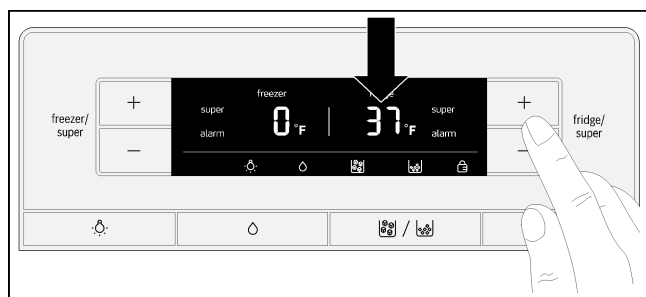 freezer
super
super
0 °F
37 °F
alarm
alarm
freezer/
super
+
−
+
−
fridge/
super
/